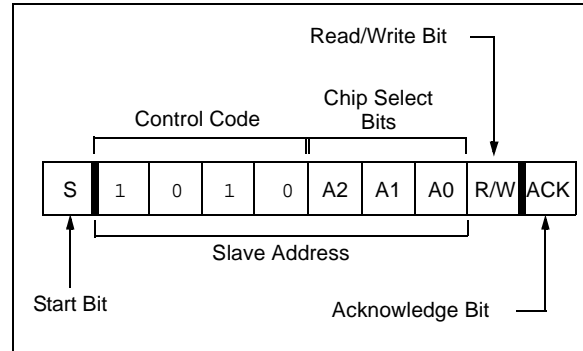 Read/Write Bit
Chip Select
Control Code Bits
S 1 0 1 0 A2 A1 A0 R/W ACK
Slave Address
Start Bit
Acknowledge Bit